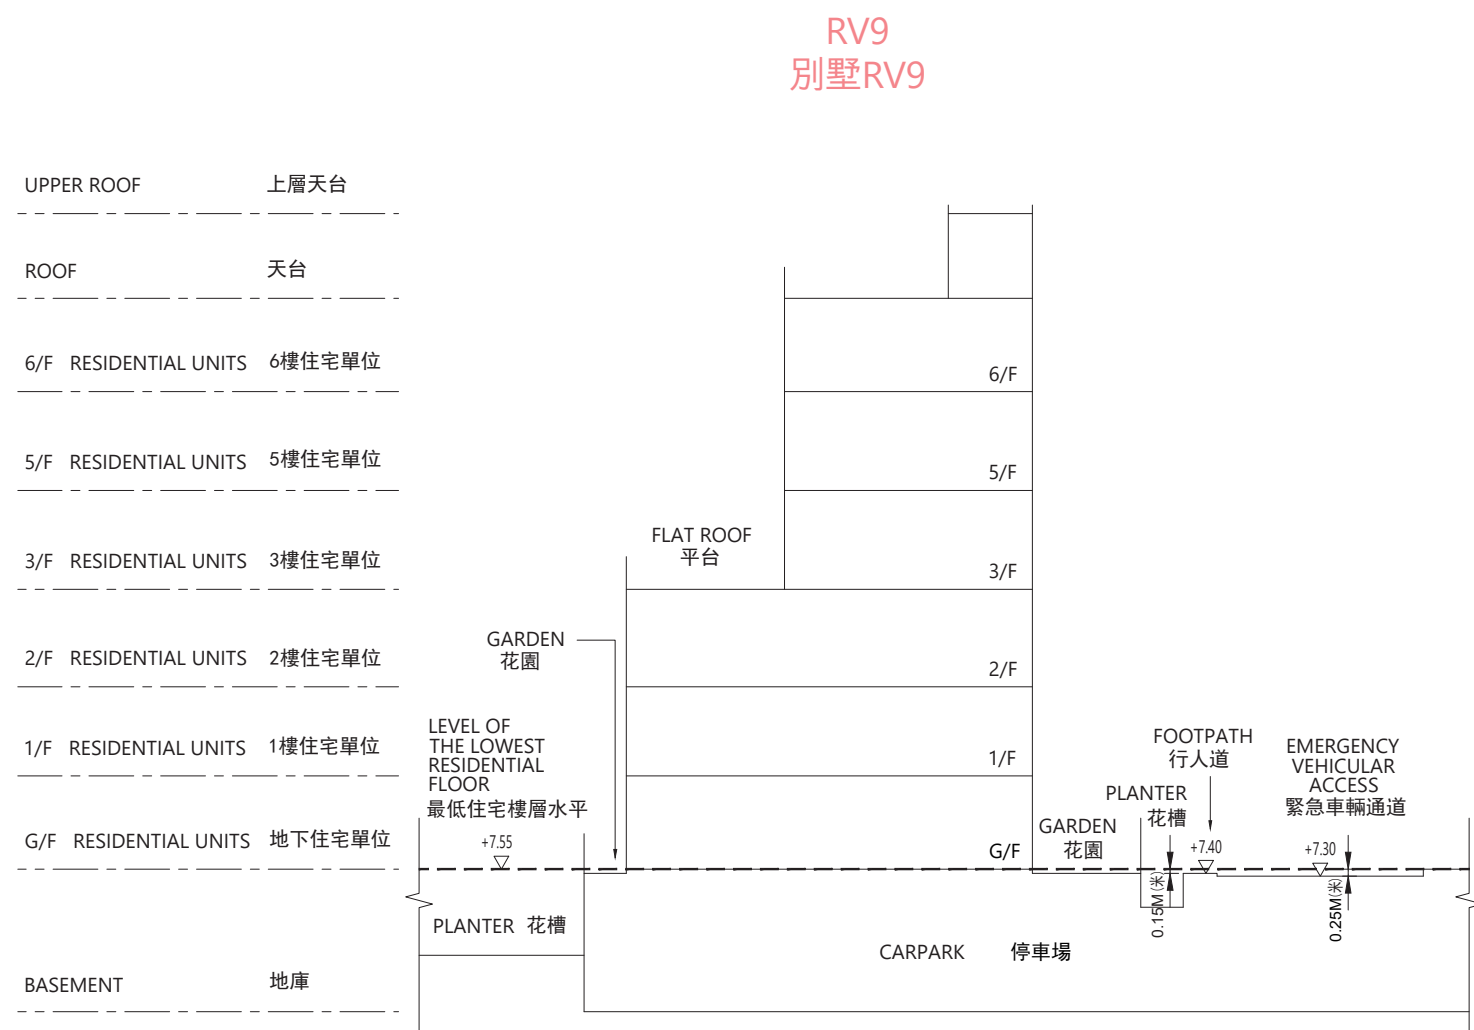 RV9
別墅RV9
UPPER ROOF 上層天台
ROOF 天台
6/F RESIDENTIAL UNITS 6樓住宅單位
6/F
5/F RESIDENTIAL UNITS 5樓住宅單位
5/F
FLAT ROOF
平台
3/F RESIDENTIAL UNITS 3樓住宅單位
3/F
GARDEN
花園
2/F RESIDENTIAL UNITS 2樓住宅單位
2/F
LEVEL OF
THE LOWEST
RESIDENTIAL
FLOOR
最低住宅樓層水平
+7.55
1/F RESIDENTIAL UNITS 1樓住宅單位
1/F
FOOTPATH
行人道
EMERGENCY
VEHICULAR
ACCESS
緊急車輛通道
PLANTER
花槽
GARDEN
花園
G/F RESIDENTIAL UNITS 地下住宅單位
G/F
+7.40
+7.30
0.15M(米)
0.25M(米)
PLANTER 花槽
CARPARK 停車場
BASEMENT 地庫